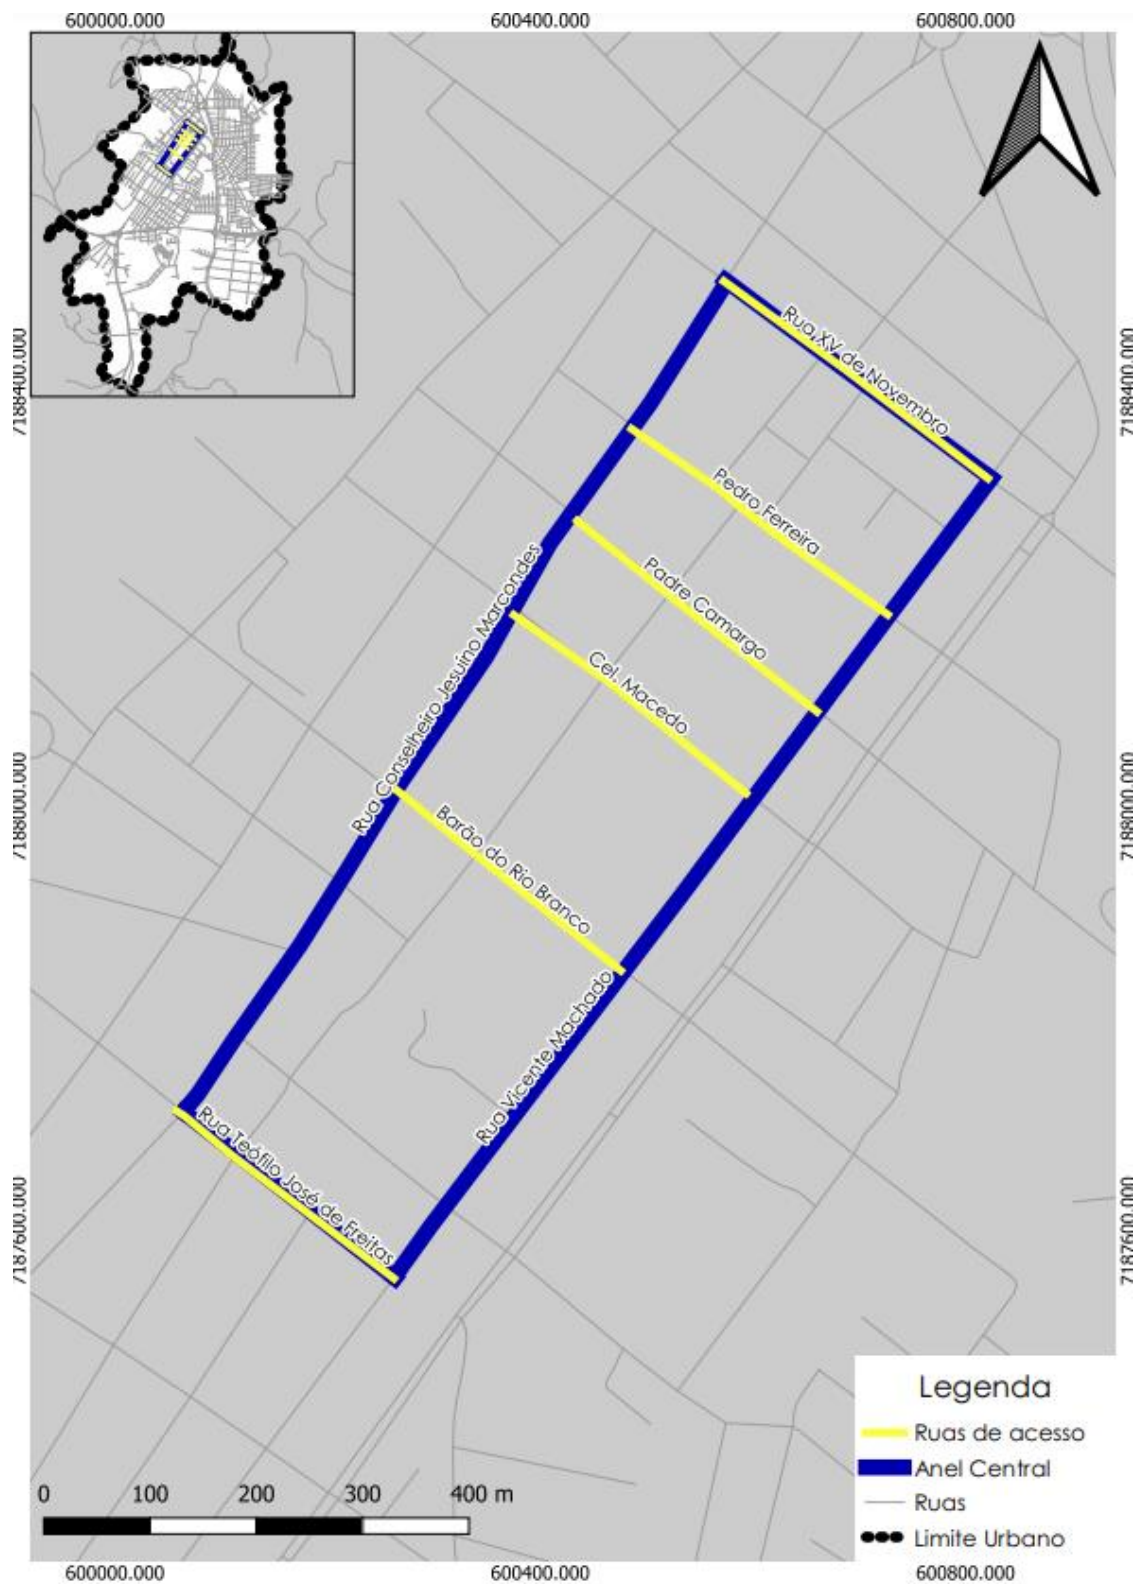 600000.000
600400.000
600800.000
7188400.000
7188400.000
Rua XV de Novembro
Pedro Ferreira
Padre Camargo
Cel. Macedo
Rua Conselheiro Jesuíno Marcondes
7188000.000
7188000.000
Barão do Rio Branco
Rua Vicente Machado
Rua Teófilo José de Freitas
7187600.000
7187600.000
Legenda
Ruas de acesso
Anel Central
Ruas
Limite Urbano
0 100 200 300 400 m
600000.000
600400.000
600800.000